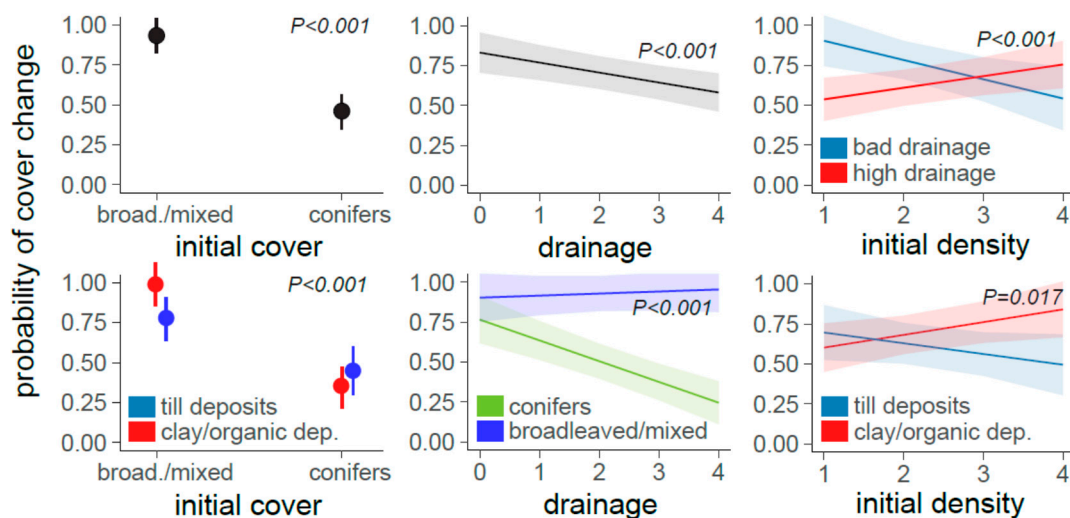 probability of cover change
1.00
0.75
0.50
0.25
0.00
P<0.001
broad./mixed
conifers
initial cover
1.00
0.75
0.50
0.25
0.00
P<0.001
0 1 2 3 4
drainage
1.00
0.75
0.50
0.25
0.00
P<0.001
bad drainage
high drainage
1 2 3 4
initial density
1.00
0.75
0.50
0.25
0.00
P<0.001
till deposits
clay/organic dep.
broad./mixed
conifers
initial cover
1.00
0.75
0.50
0.25
0.00
P<0.001
conifers
broadleaved/mixed
0 1 2 3 4
drainage
1.00
0.75
0.50
0.25
0.00
P=0.017
till deposits
clay/organic dep.
1 2 3 4
initial density